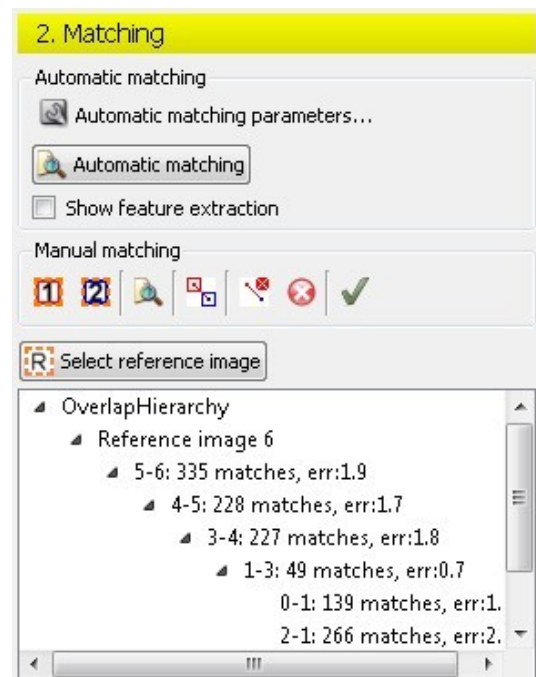 2. Matching
Automatic matching
Automatic matching parameters...
Automatic matching
Show feature extraction
Manual matching
1 2
R Select reference image
OverlapHierarchy
Reference image 6
5-6: 335 matches, err:1.9
4-5: 228 matches, err:1.7
3-4: 227 matches, err:1.8
1-3: 49 matches, err:0.7
0-1: 139 matches, err:1.
2-1: 266 matches, err:2.